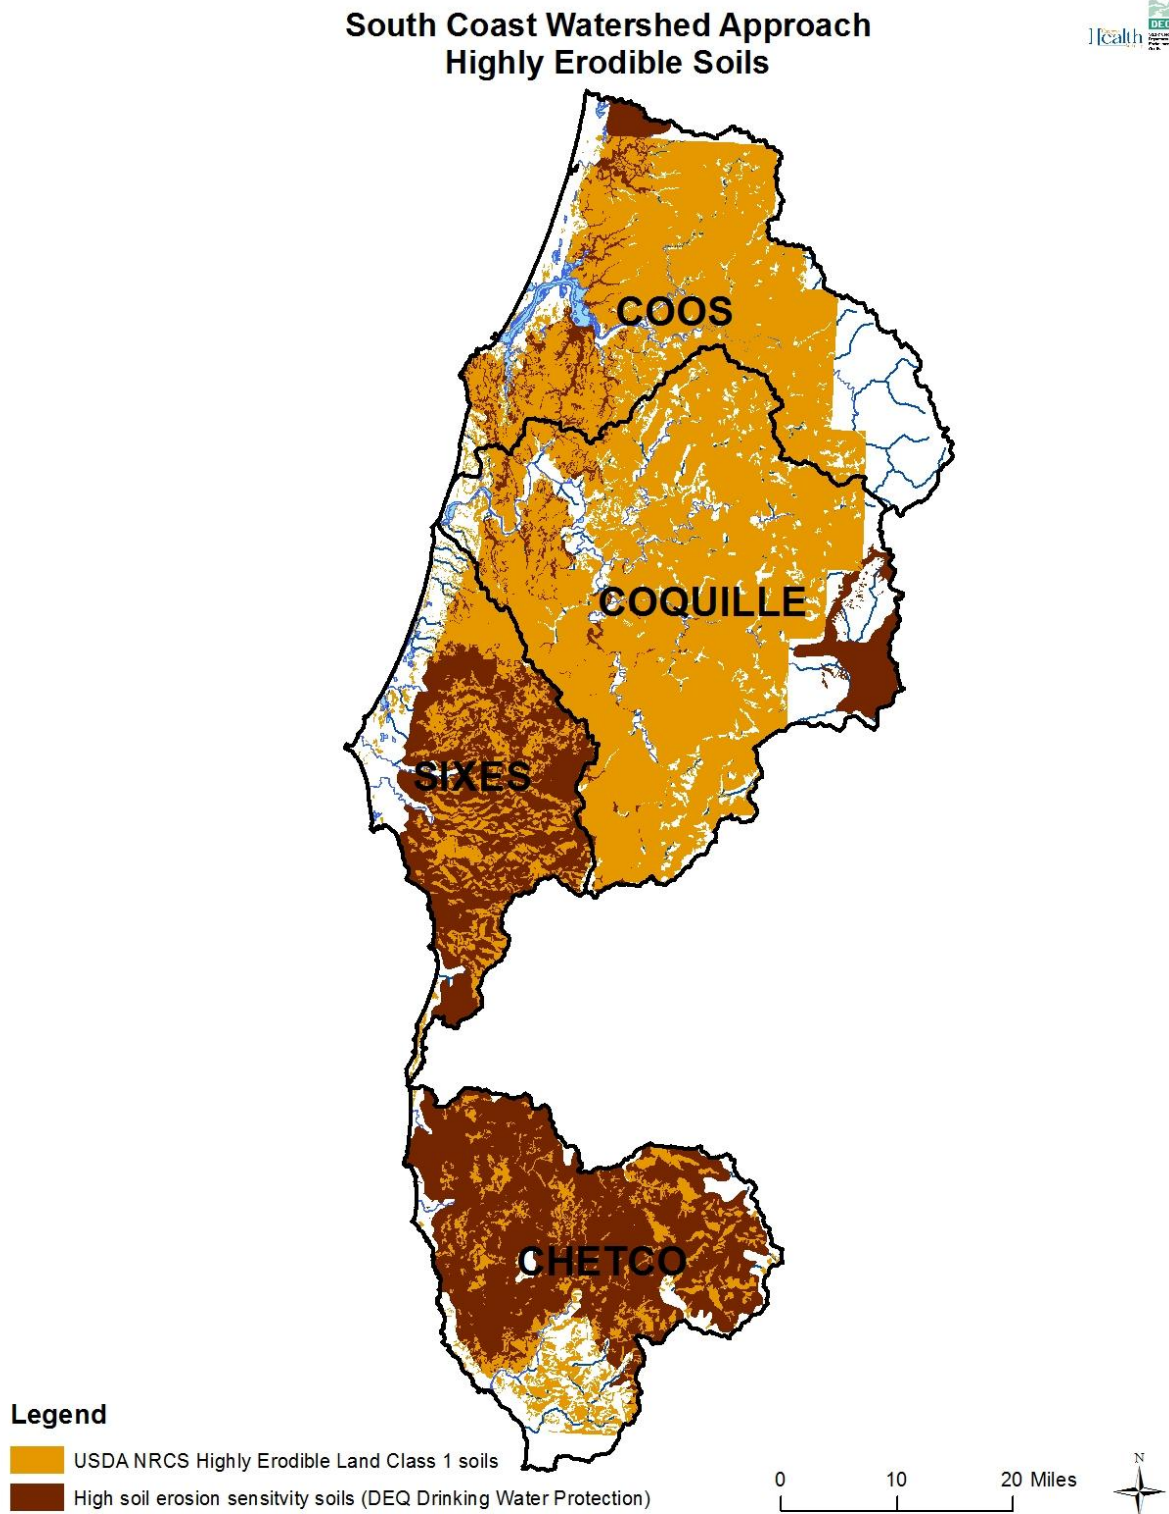 South Coast Watershed Approach
Highly Erodible Soils
Health
DEQ
COOS
COQUILLE
SIXES
CHETCO
Legend
USDA NRCS Highly Erodible Land Class 1 soils
High soil erosion sensitvity soils (DEQ Drinking Water Protection)
0 10 20 Miles
N